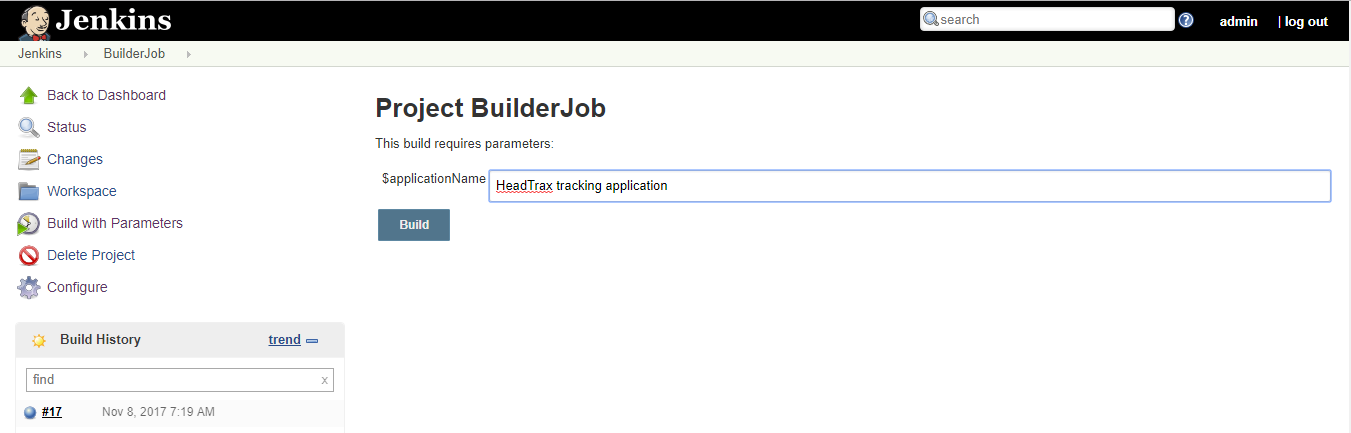 Jenkins
search
?
admin
| log out
Jenkins
BuilderJob
Back to Dashboard
Status
Changes
Workspace
Build with Parameters
Delete Project
Configure
Build History
trend
find
x
#17
Nov 8, 2017 7:19 AM
Project BuilderJob
This build requires parameters:
$applicationName
HeadTrax tracking application
Build